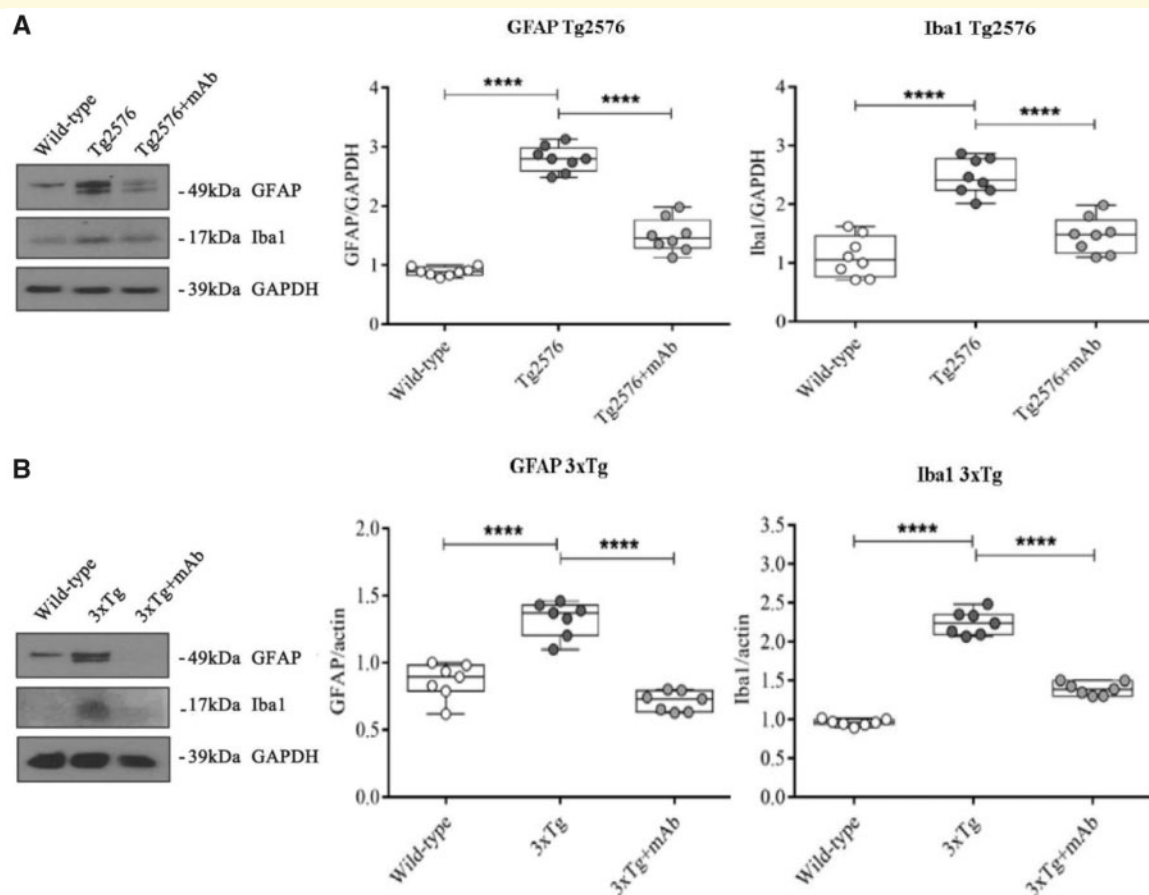 A
Wild-type
Tg2576
Tg2576+mAb
-49kDa GFAP
-17kDa Iba1
-39kDa GAPDH
GFAP Tg2576
****
****
GFAP/GAPDH
4
3
2
1
0
Wild-type
Tg2576
Tg2576+mAb
Iba1 Tg2576
****
****
Iba1/GAPDH
4
3
2
1
0
Wild-type
Tg2576
Tg2576+mAb
B
Wild-type
3xTg
3xTg+mAb
-49kDa GFAP
-17kDa Iba1
-39kDa GAPDH
GFAP 3xTg
****
****
GFAP/actin
2.0
1.5
1.0
0.5
0.0
Wild-type
3xTg
3xTg+mAb
Iba1 3xTg
****
****
Iba1/actin
3.5
3.0
2.5
2.0
1.5
1.0
0.5
0.0
Wild-type
3xTg
3xTg+mAb